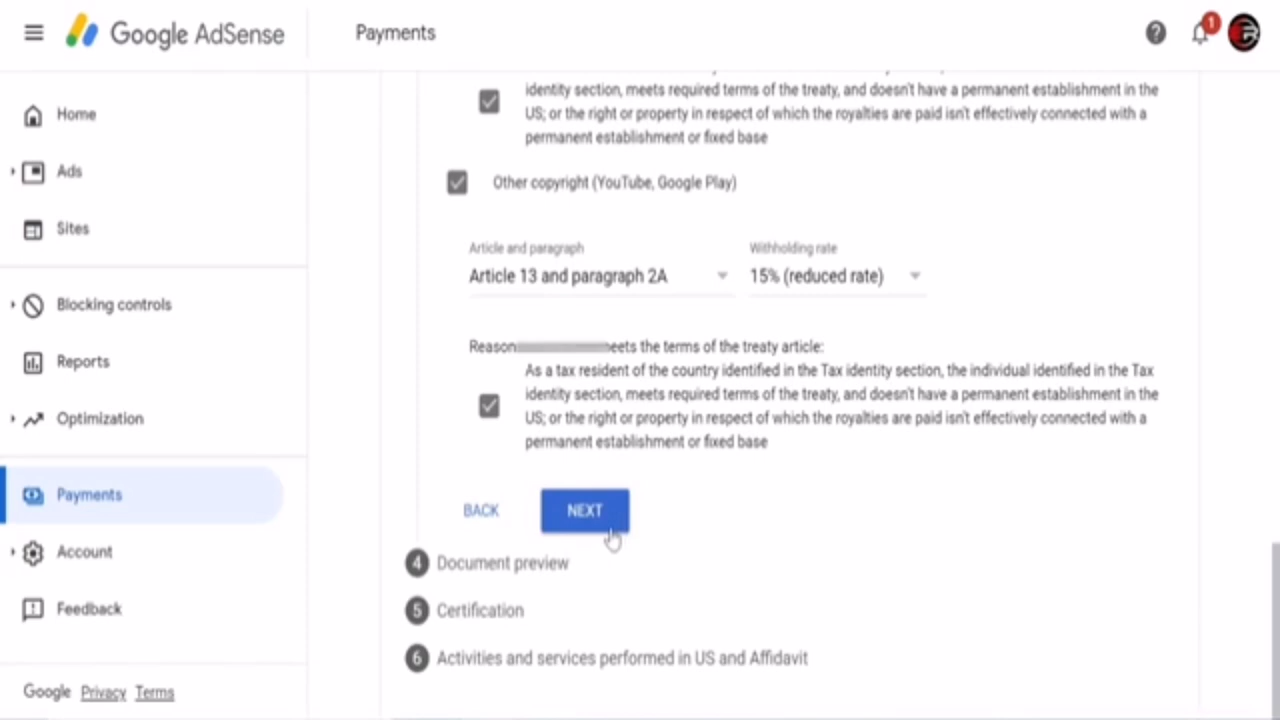 Google AdSense
Payments
1
Home
Ads
Sites
Blocking controls
Reports
Optimization
Payments
Account
Feedback
Google Privacy Terms
identity section, meets required terms of the treaty, and doesn't have a permanent establishment in the
US; or the right or property in respect of which the royalties are paid isn't effectively connected with a
permanent establishment or fixed base
Other copyright (YouTube, Google Play)
Article and paragraph
Withholding rate
Article 13 and paragraph 2A
15% (reduced rate)
Reason eets the terms of the treaty article:
As a tax resident of the country identified in the Tax identity section, the individual identified in the Tax
identity section, meets required terms of the treaty, and doesn't have a permanent establishment in the
US; or the right or property in respect of which the royalties are paid isn't effectively connected with a
permanent establishment or fixed base
BACK
NEXT
4 Document preview
5 Certification
6 Activities and services performed in US and Affidavit